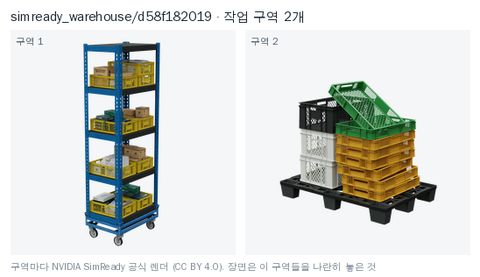 simready_warehouse/d58f182019 · 작업 구역 2개
구역 1
구역 2
구역마다 NVIDIA SimReady 공식 렌더 (CC BY 4.0). 장면은 이 구역들을 나란히 놓은 것